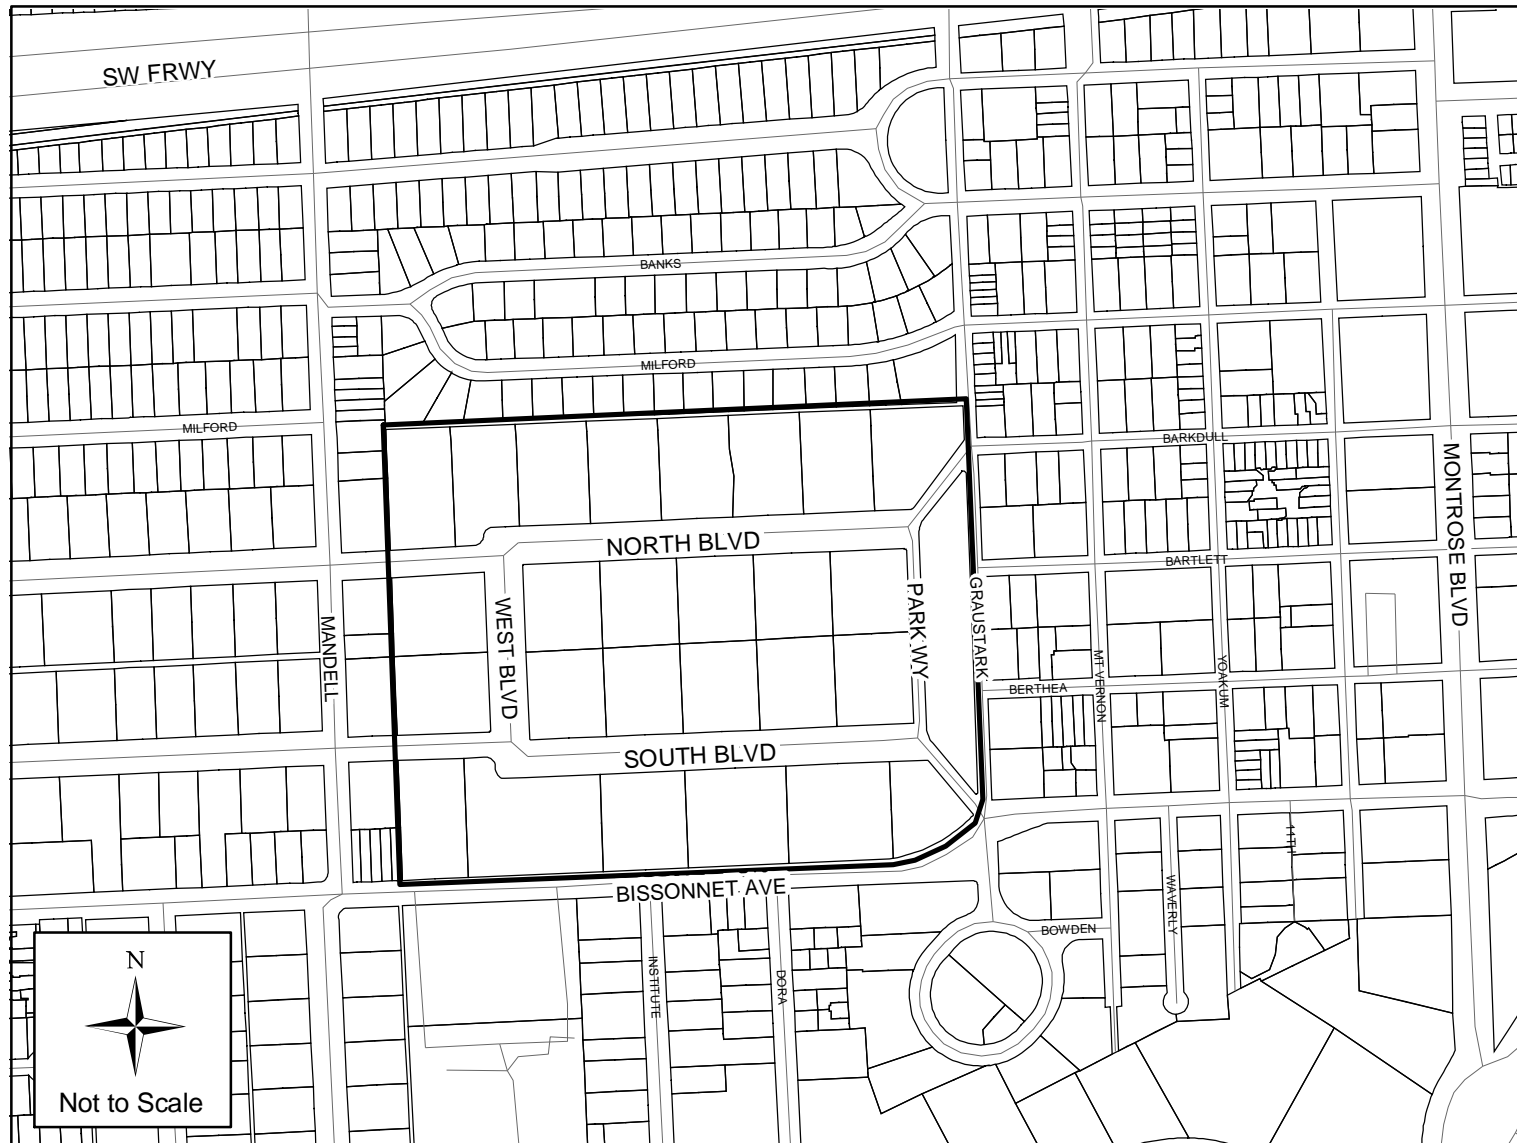 SW FRWY
BANKS
MILFORD
MILFORD
BARKDULL
MONTROSE BLVD
NORTH BLVD
BARTLETT
WEST BLVD
PARKWY
GRAUSTARK
MANDELL
MT VERNON
YOAKUM
BERTHEA
SOUTH BLVD
11TH
BISSONNET AVE
WAVERLY
BOWDEN
INSTITUTE
DORA
N
Not to Scale